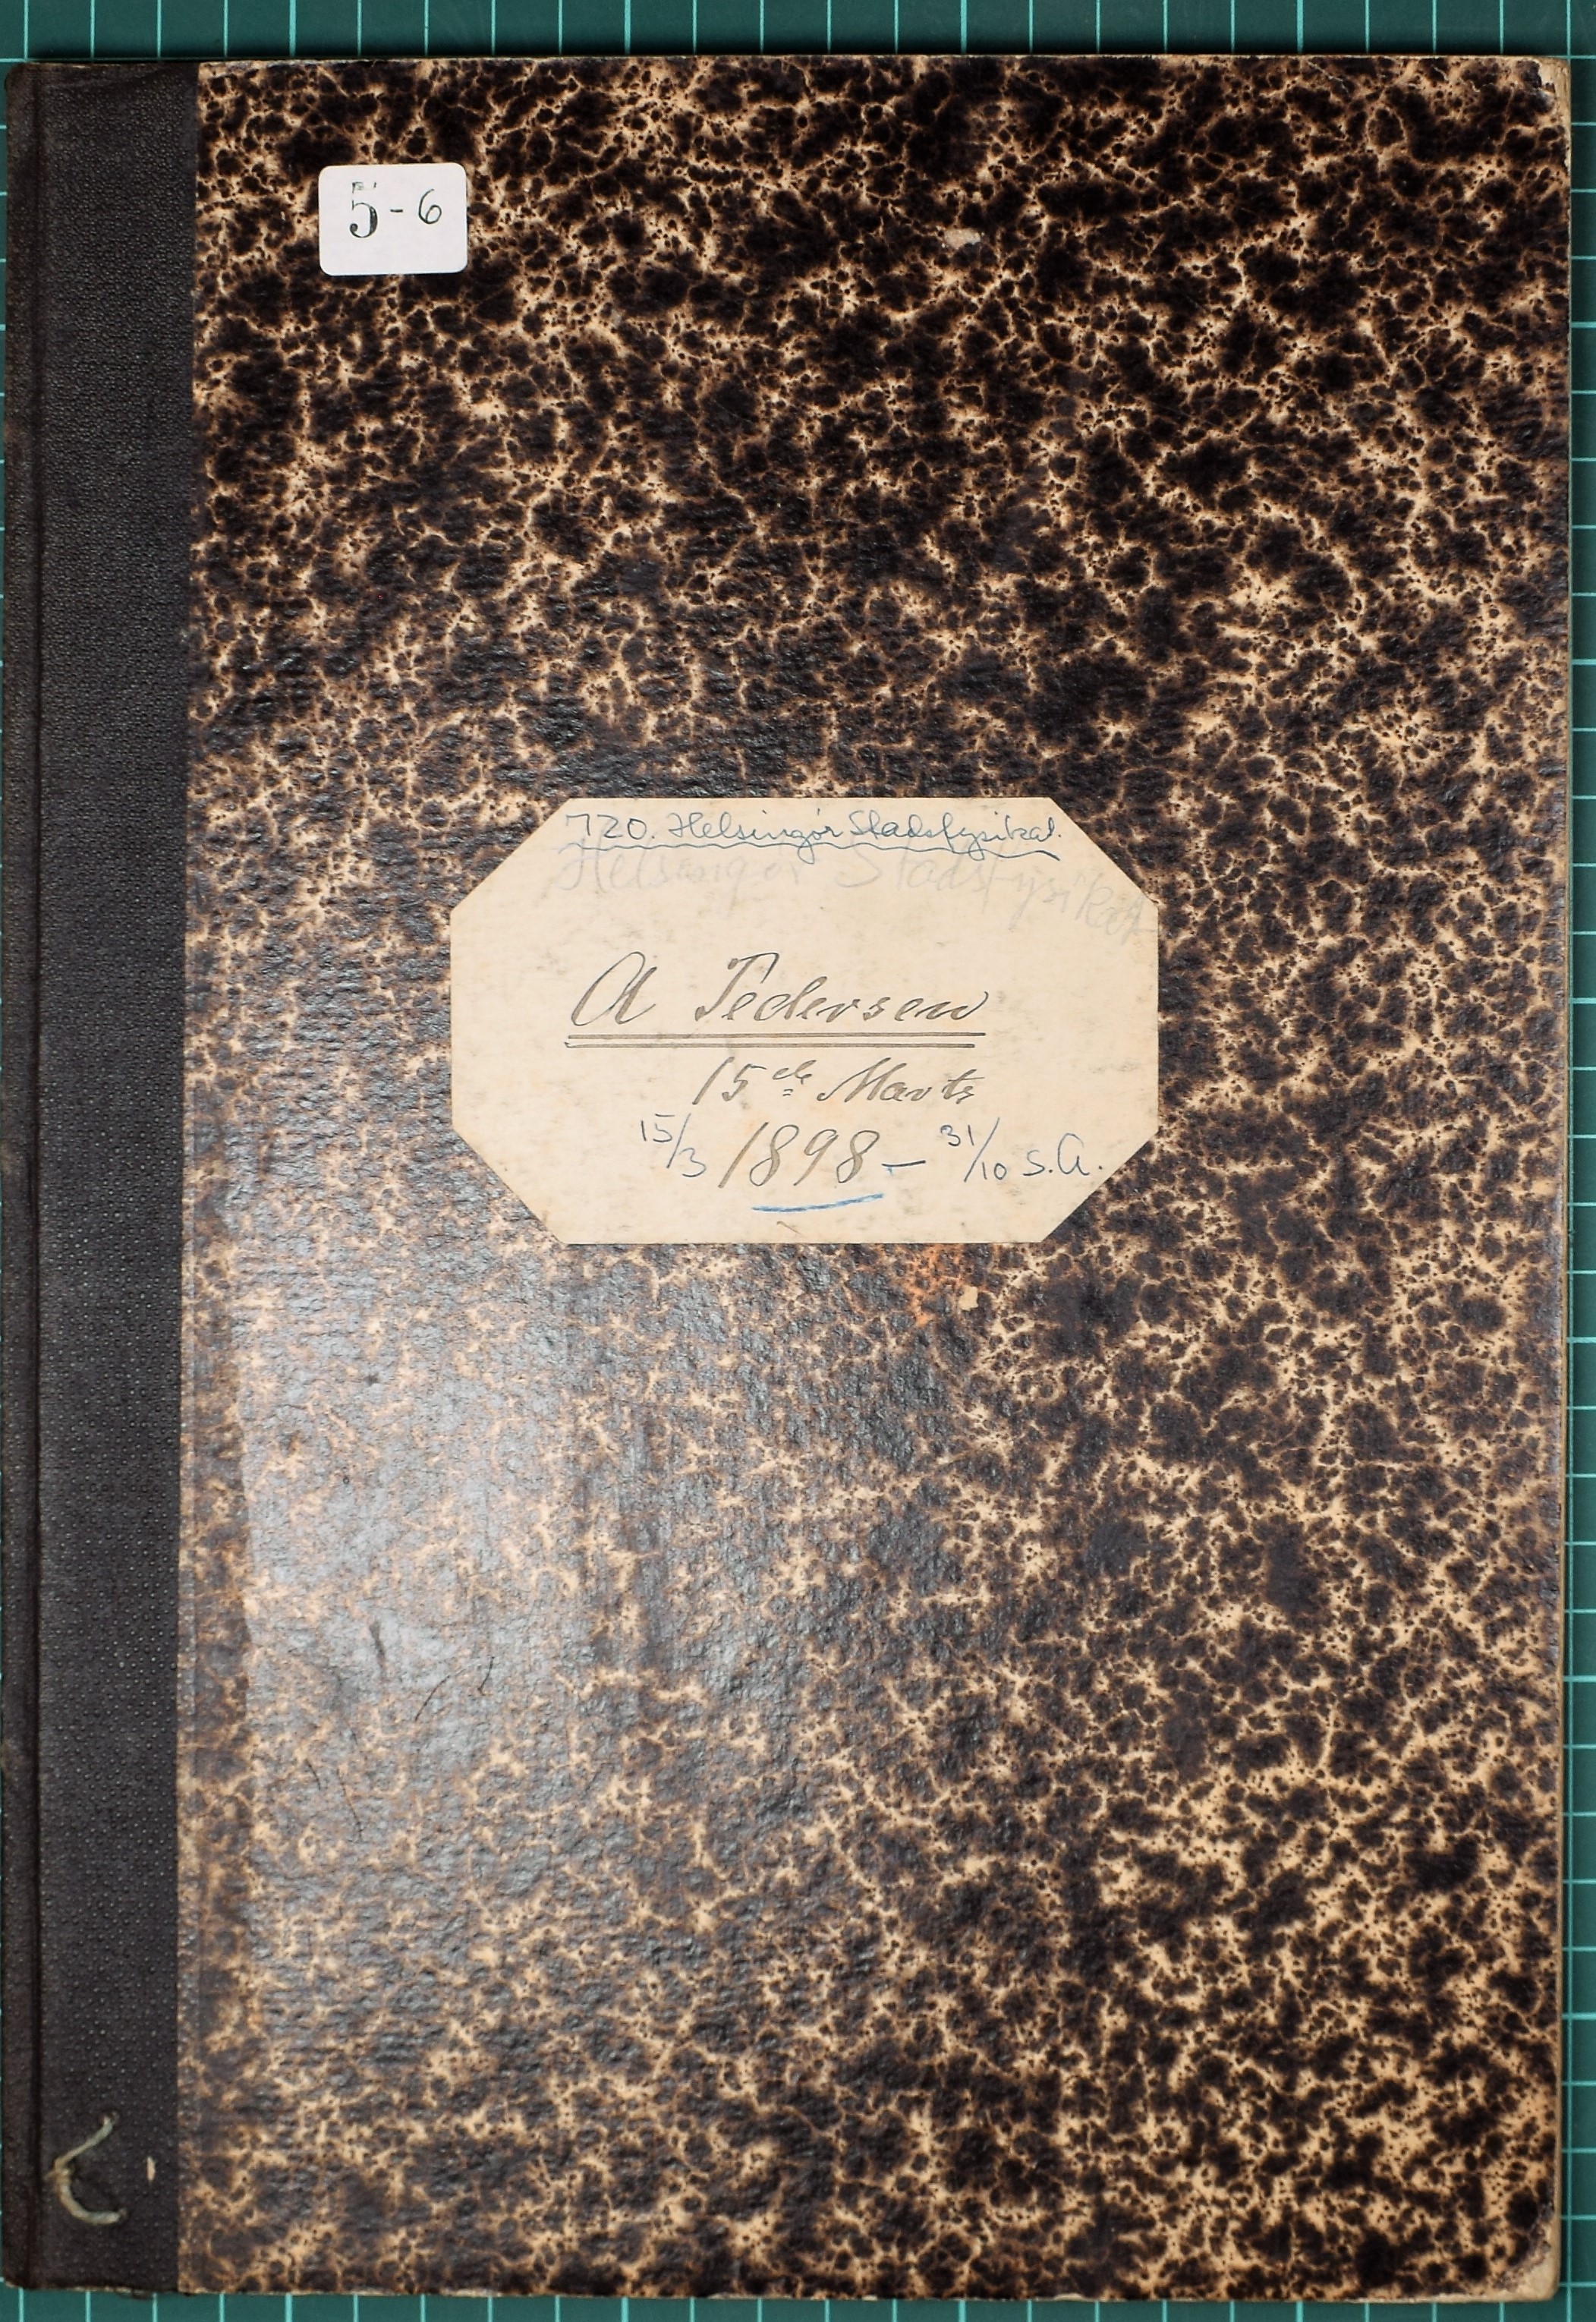 5-6
720. Helsingør Stadsfysikat.
Helsingør Stadsfysikat
A Pedersen
15de Marts
15/3 1898 - 31/10 s.A.